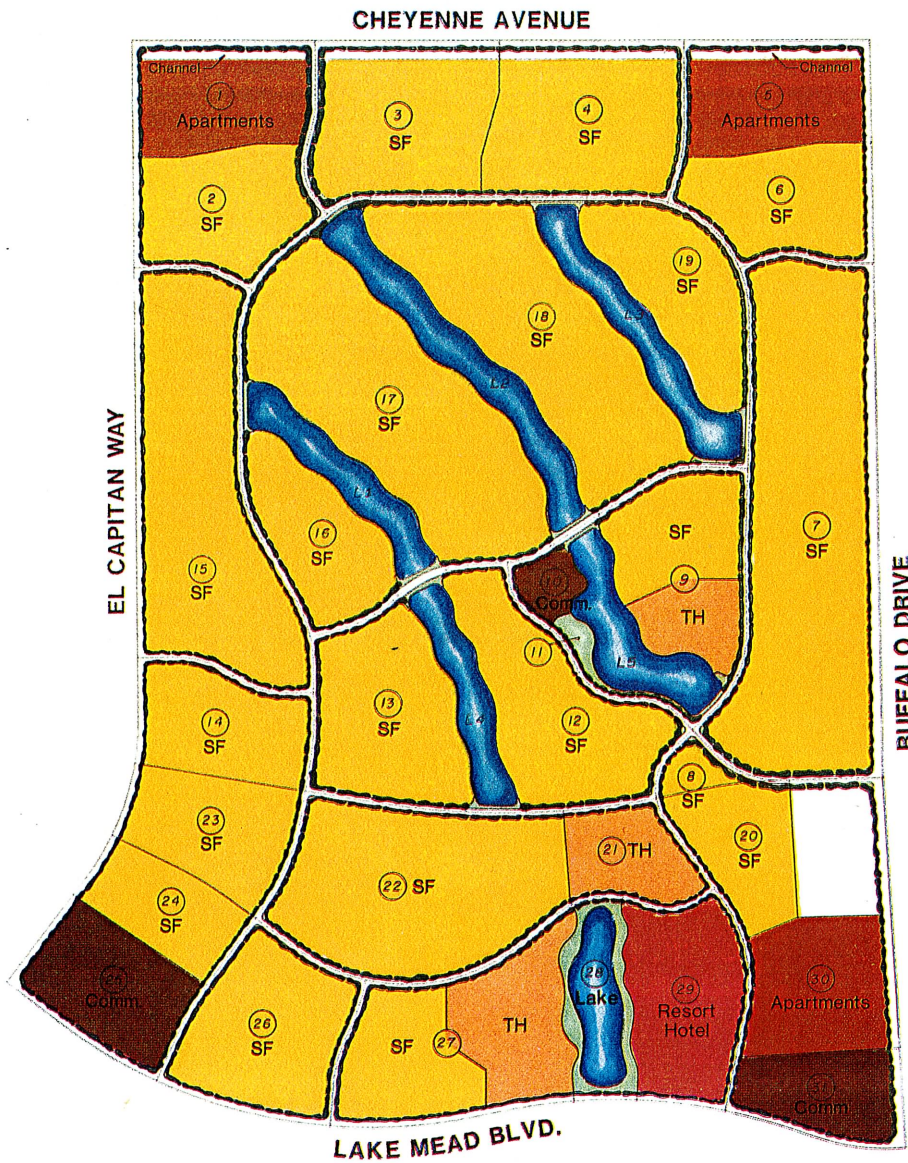 CHEYENNE AVENUE
Channel
Channel
1
Apartments
3
SF
4
SF
5
Apartments
2
SF
6
SF
19
SF
18
SF
L3
L2
17
SF
EL CAPITAN WAY
L1
16
SF
SF
7
SF
15
SF
10
Comm.
9
TH
BUFFALO DRIVE
11
L5
13
SF
L4
12
SF
14
SF
8
SF
23
SF
20
SF
21 TH
22 SF
24
SF
25
Comm.
28
Lake
29
Resort
Hotel
30
Apartments
26
SF
SF
27
TH
31
Comm.
LAKE MEAD BLVD.